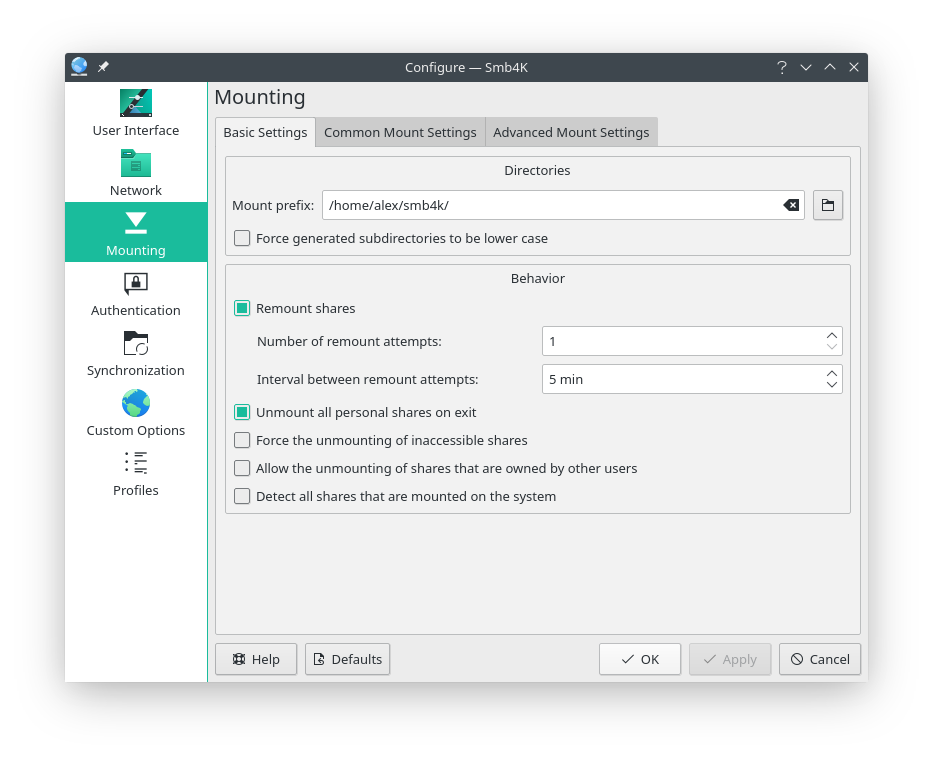 Configure — Smb4K
User Interface
Network
Mounting
Authentication
Synchronization
Custom Options
Profiles
Mounting
Basic Settings
Common Mount Settings
Advanced Mount Settings
Directories
Mount prefix:
/home/alex/smb4k/
Force generated subdirectories to be lower case
Behavior
Remount shares
Number of remount attempts:
1
Interval between remount attempts:
5 min
Unmount all personal shares on exit
Force the unmounting of inaccessible shares
Allow the unmounting of shares that are owned by other users
Detect all shares that are mounted on the system
Help
Defaults
OK
Apply
Cancel